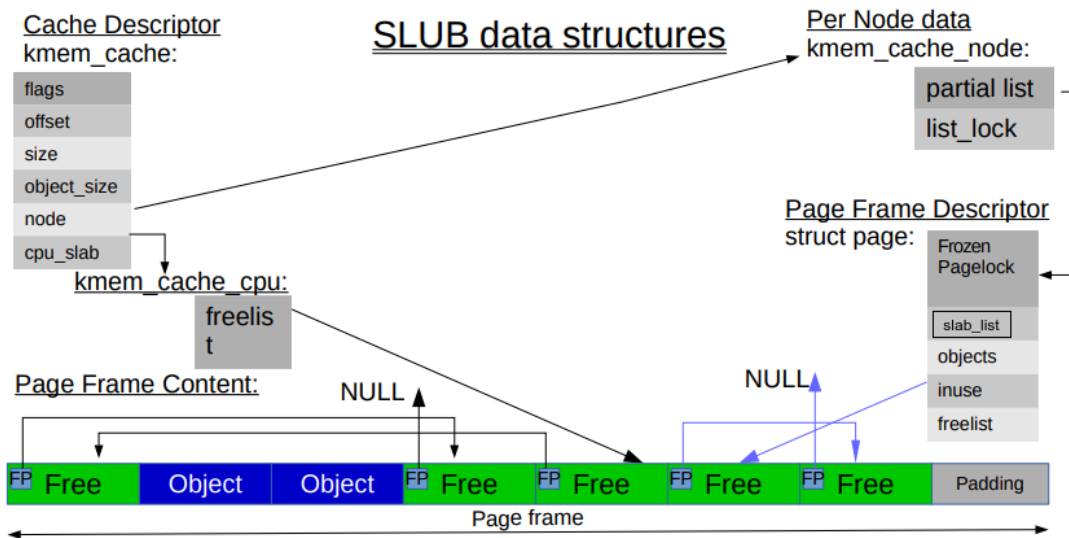 SLUB data structures
Cache Descriptor
kmem_cache:
flags
offset
size
object_size
node
cpu_slab
kmem_cache_cpu:
freelis
t
Per Node data
kmem_cache_node:
partial list
list_lock
Page Frame Descriptor
struct page:
Frozen
Pagelock
slab_list
objects
inuse
freelist
Page Frame Content:
NULL
NULL
FP Free
Object
Object
FP Free
FP Free
FP Free
FP Free
Padding
Page frame